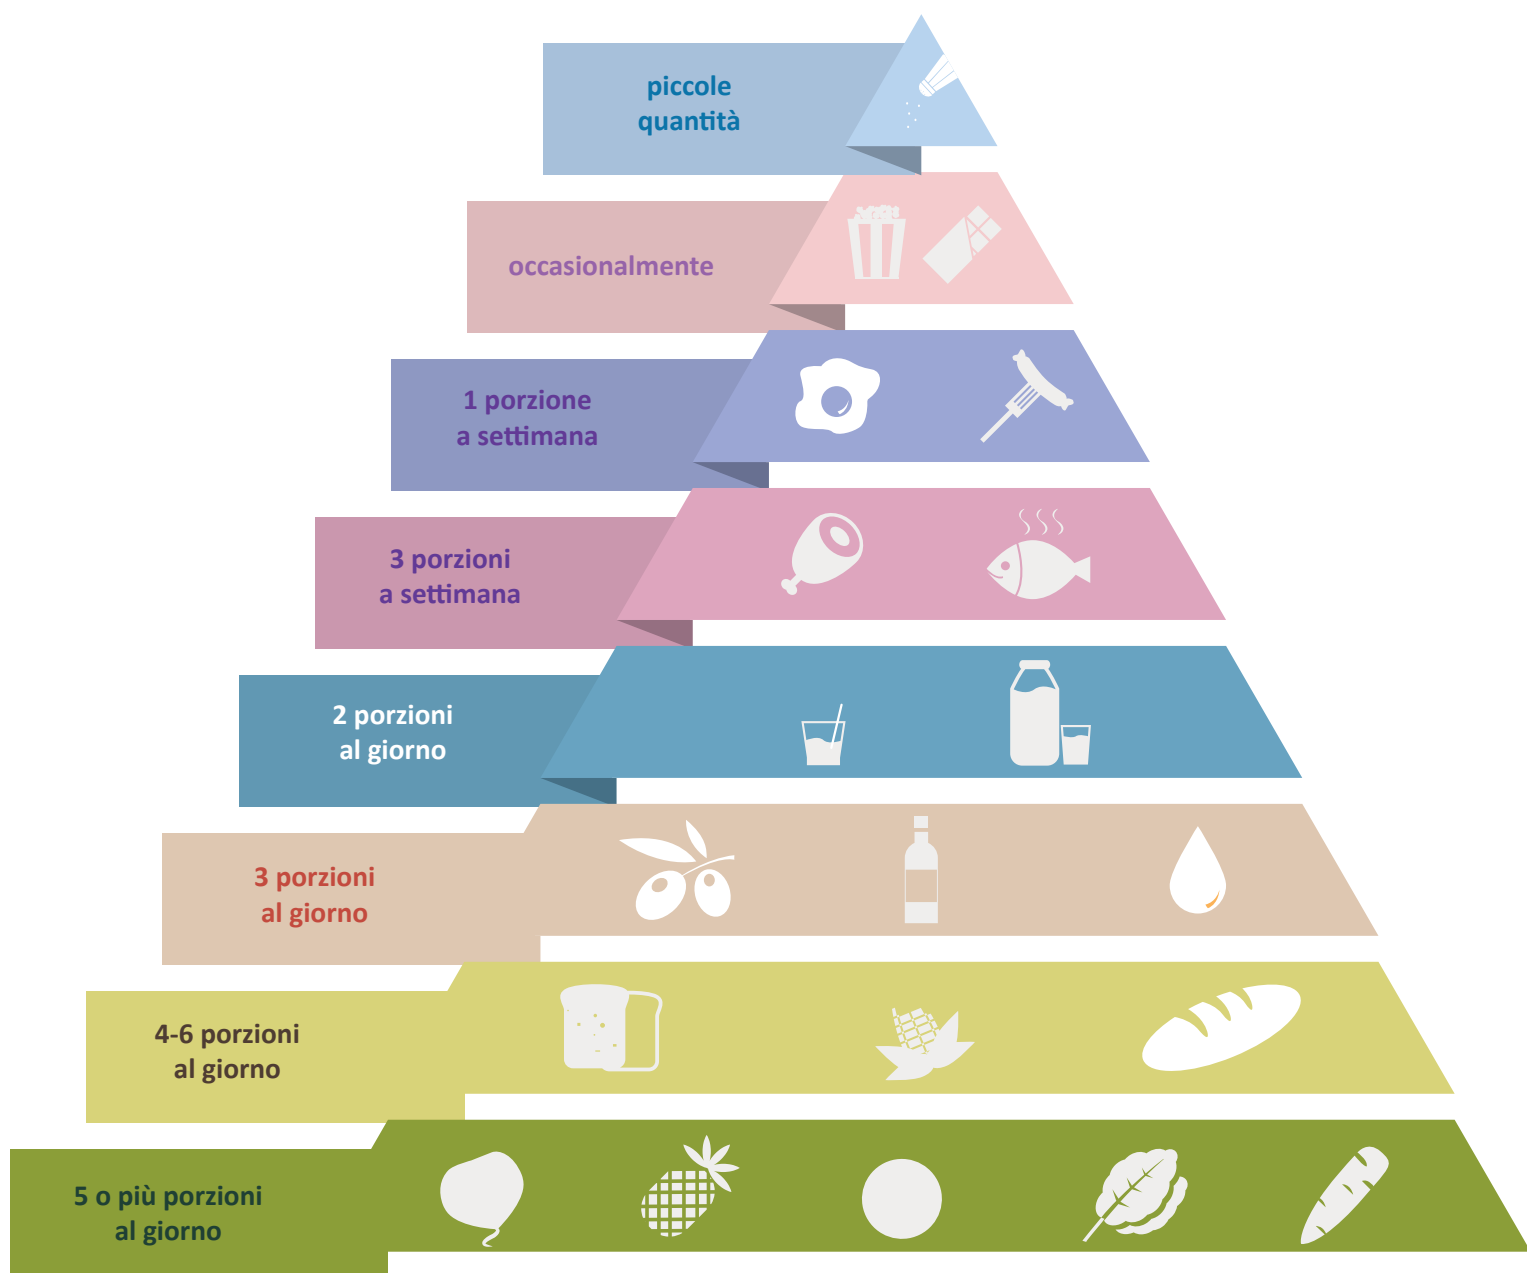 piccole
quantità
occasionalmente
1 porzione
a settimana
3 porzioni
a settimana
2 porzioni
al giorno
3 porzioni
al giorno
4-6 porzioni
al giorno
5 o più porzioni
al giorno